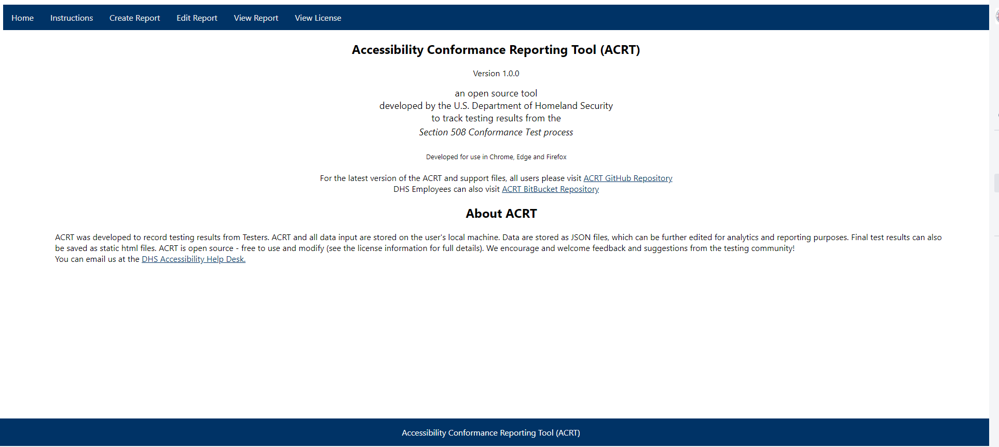 Home Instructions Create Report Edit Report View Report View License
Accessibility Conformance Reporting Tool (ACRT)
Version 1.0.0
an open source tool
developed by the U.S. Department of Homeland Security
to track testing results from the
Section 508 Conformance Test process
Developed for use in Chrome, Edge and Firefox
For the latest version of the ACRT and support files, all users please visit ACRT GitHub Repository
DHS Employees can also visit ACRT BitBucket Repository
About ACRT
ACRT was developed to record testing results from Testers. ACRT and all data input are stored on the user's local machine. Data are stored as JSON files, which can be further edited for analytics and reporting purposes. Final test results can also
be saved as static html files. ACRT is open source - free to use and modify (see the license information for full details). We encourage and welcome feedback and suggestions from the testing community!
You can email us at the DHS Accessibility Help Desk.
Accessibility Conformance Reporting Tool (ACRT)